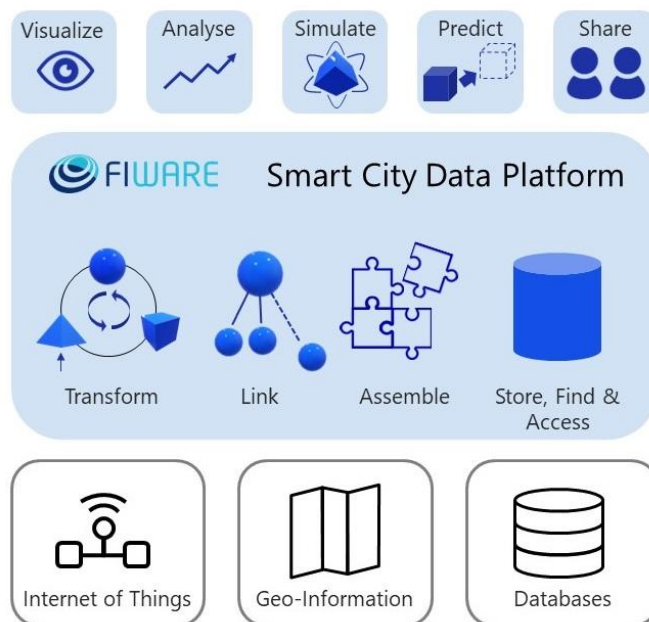 Visualize
Analyse
Simulate
Predict
Share
FIWARE Smart City Data Platform
Transform
Link
Assemble
Store, Find &
Access
Internet of Things
Geo-Information
Databases